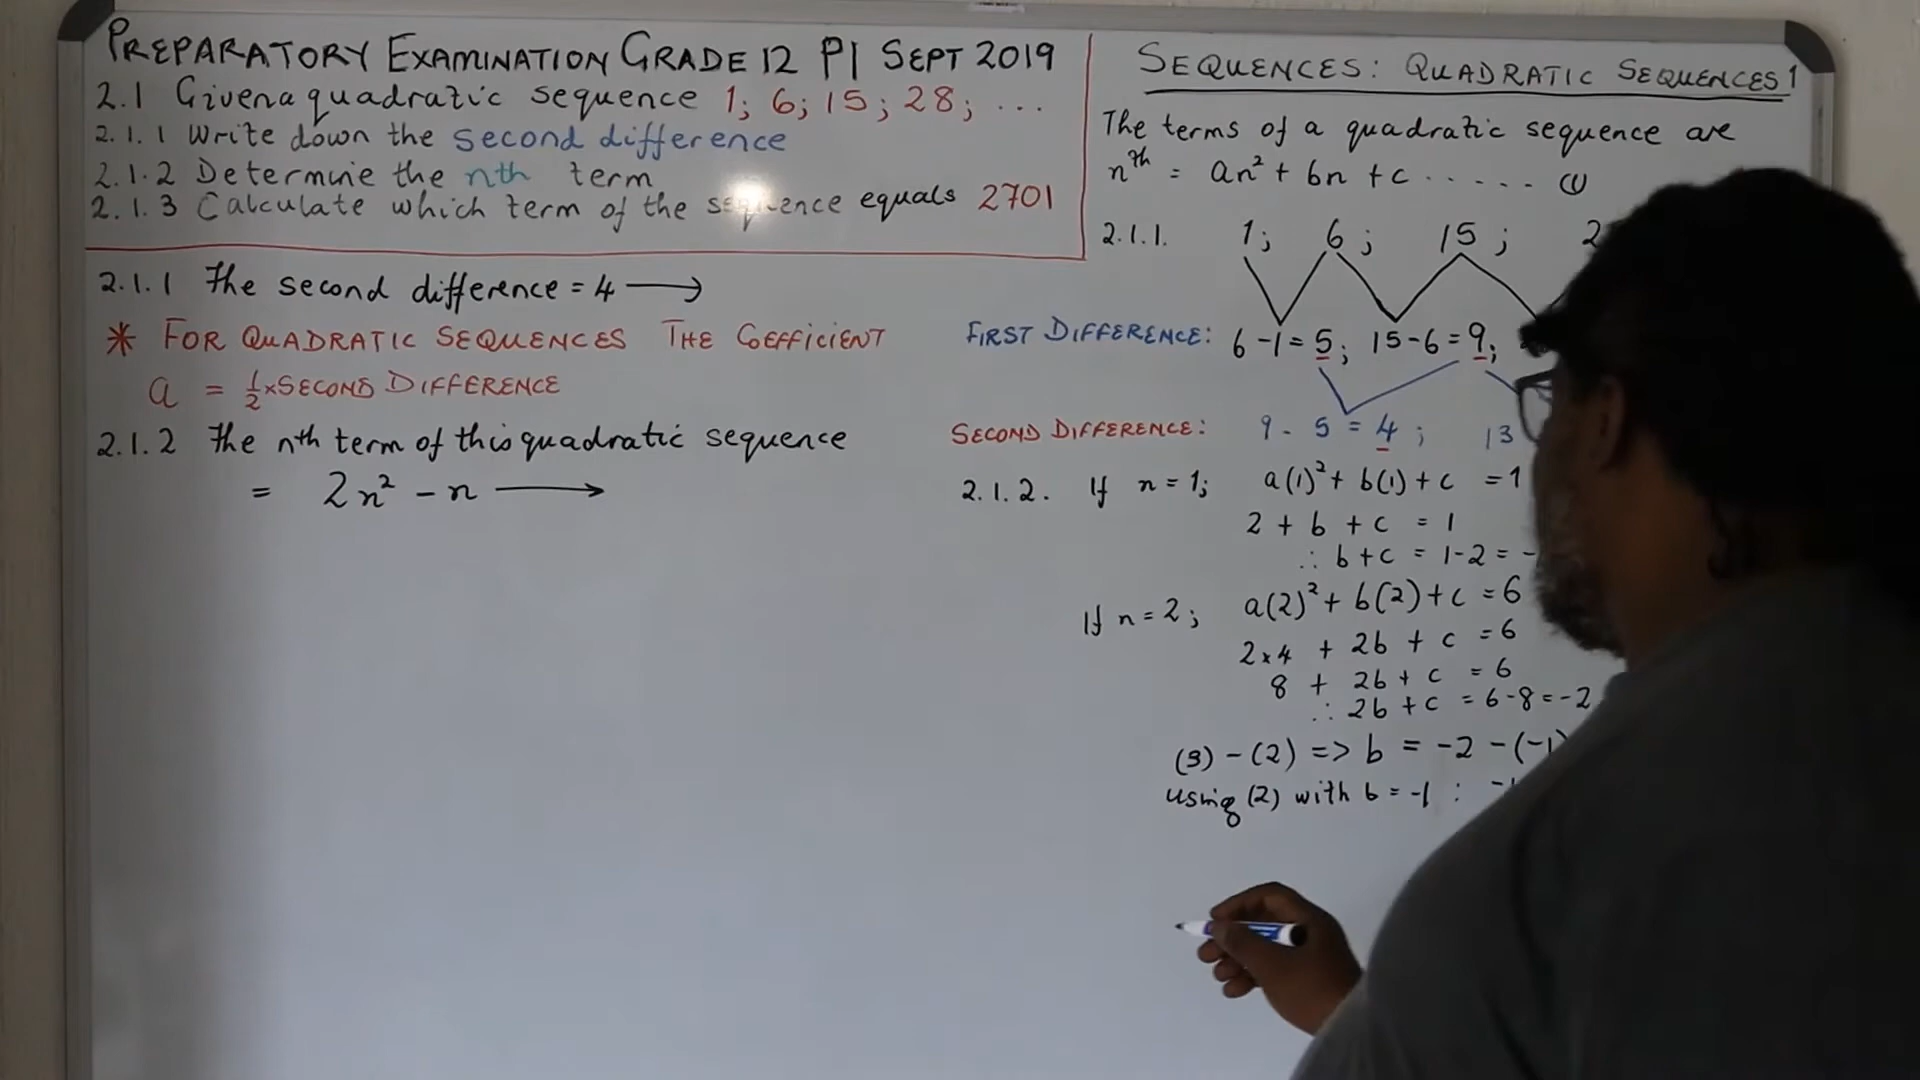 PREPARATORY EXAMINATION GRADE 12 P1 SEPT 2019
2.1 Given a quadratic sequence 1; 6; 15; 28; ...
2.1.1 Write down the second difference
2.1.2 Determine the nth term
2.1.3 Calculate which term of the sequence equals 2701
2.1.1 The second difference = 4 ⟶
* FOR QUADRATIC SEQUENCES THE COEFFICIENT
a = 1/2 × SECOND DIFFERENCE
2.1.2 The nth term of this quadratic sequence
= 2n² - n ⟶
SEQUENCES: QUADRATIC SEQUENCES 1
The terms of a quadratic sequence are
nth = an² + bn + c ..... (1)
2.1.1. 1; 6; 15; 2
FIRST DIFFERENCE: 6-1=5; 15-6=9;
SECOND DIFFERENCE: 9-5=4; 13
2.1.2. If n=1; a(1)² + b(1) + c = 1
2 + b + c = 1
∴ b + c = 1-2 = -
If n=2; a(2)² + b(2) + c = 6
2×4 + 2b + c = 6
8 + 2b + c = 6
∴ 2b + c = 6-8 = -2
(3) - (2) => b = -2 - (-1)
using (2) with b = -1 : -1